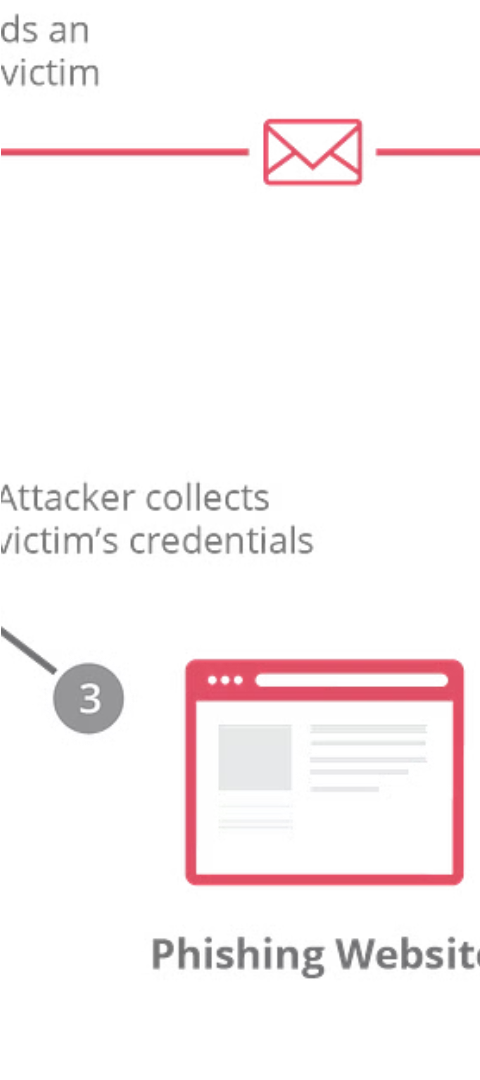 ds an
victim
Attacker collects
victim’s credentials
3
Phishing Website